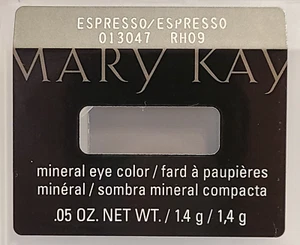 ESPRESSO/ESPRESSO
013047 RH09
MARY KAY
mineral eye color / fard à paupières
minéral / sombra mineral compacta
.05 OZ. NET WT. / 1.4 g / 1,4 g